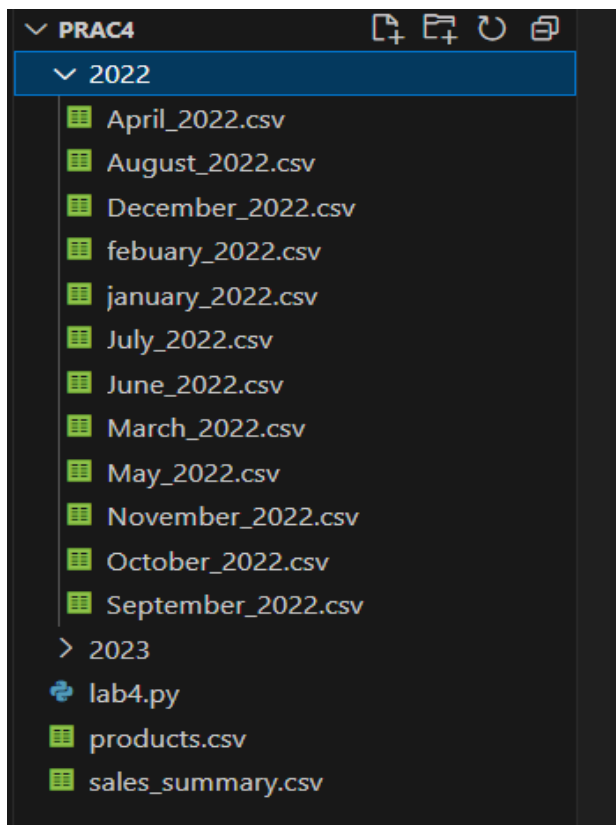 PRAC4
2022
April_2022.csv
August_2022.csv
December_2022.csv
febuary_2022.csv
january_2022.csv
July_2022.csv
June_2022.csv
March_2022.csv
May_2022.csv
November_2022.csv
October_2022.csv
September_2022.csv
2023
lab4.py
products.csv
sales_summary.csv